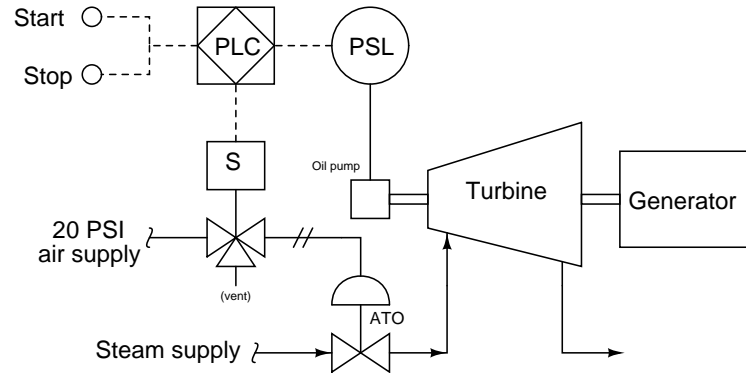 Start
PLC
PSL
Stop
S
Oil pump
Turbine
Generator
20 PSI
air supply
(vent)
ATO
Steam supply